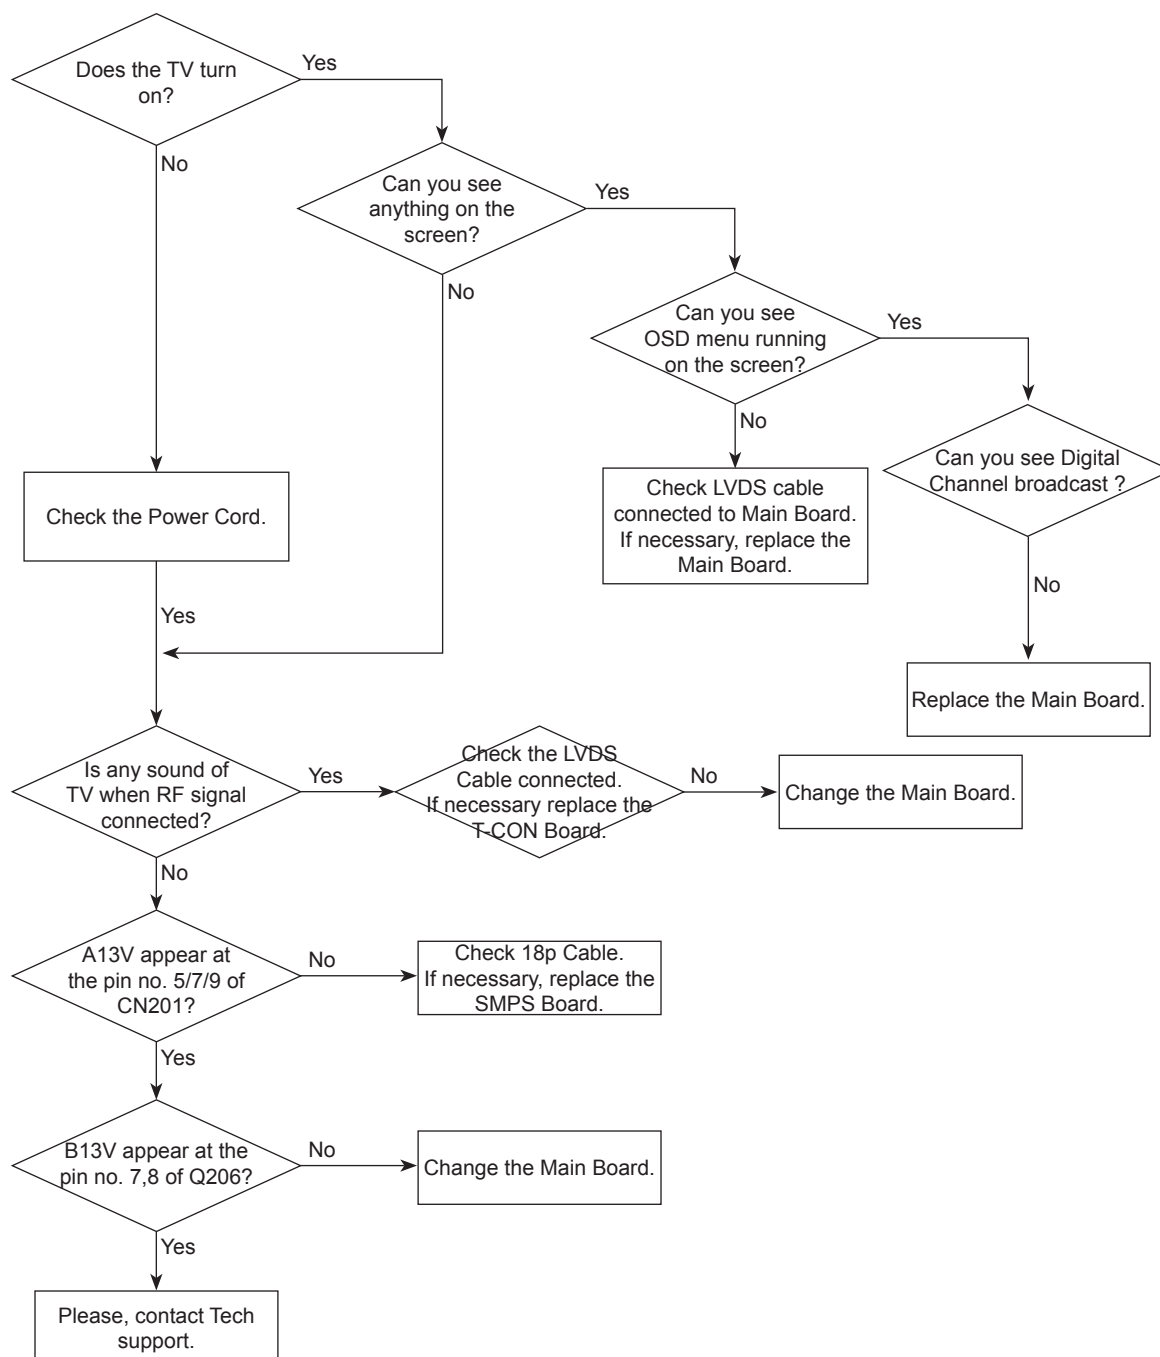 Does the TV turn
on?
Yes
No
Can you see
anything on the
screen?
Yes
No
Can you see
OSD menu running
on the screen?
Yes
No
Can you see Digital
Channel broadcast ?
No
Check the Power Cord.
Yes
Check LVDS cable
connected to Main Board.
If necessary, replace the
Main Board.
Replace the Main Board.
Is any sound of
TV when RF signal
connected?
Yes
No
Check the LVDS
Cable connected.
If necessary replace the
T-CON Board.
No
Change the Main Board.
A13V appear at
the pin no. 5/7/9 of
CN201?
No
Yes
Check 18p Cable.
If necessary, replace the
SMPS Board.
B13V appear at the
pin no. 7,8 of Q206?
No
Yes
Change the Main Board.
Please, contact Tech
support.